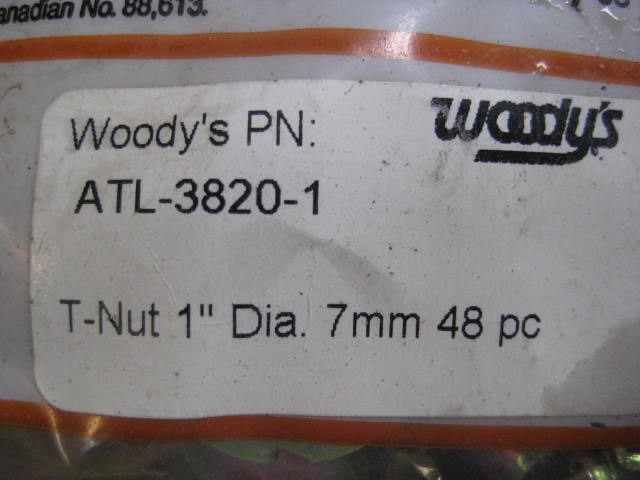 anadian No. 88,613.
Woody's PN:
woody's
ATL-3820-1
T-Nut 1" Dia. 7mm 48 pc